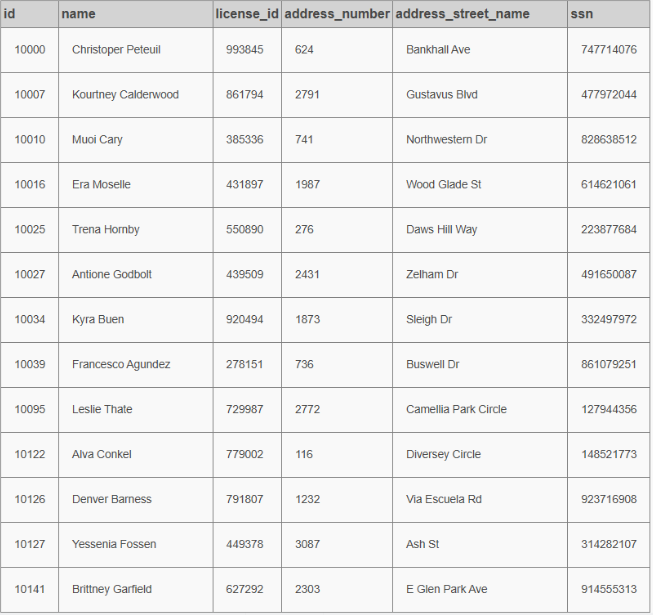 id name license_id address_number address_street_name ssn
10000 Christoper Peteuil 993845 624 Bankhall Ave 747714076
10007 Kourtney Calderwood 861794 2791 Gustavus Blvd 477972044
10010 Muoi Cary 385336 741 Northwestern Dr 828638512
10016 Era Moselle 431897 1987 Wood Glade St 614621061
10025 Trena Hornby 550890 276 Daws Hill Way 223877684
10027 Antione Godbolt 439509 2431 Zelham Dr 491650087
10034 Kyra Buen 920494 1873 Sleigh Dr 332497972
10039 Francesco Agundez 278151 736 Buswell Dr 861079251
10095 Leslie Thate 729987 2772 Camellia Park Circle 127944356
10122 Alva Conkel 779002 116 Diversey Circle 148521773
10126 Denver Barness 791807 1232 Via Escuela Rd 923716908
10127 Yessenia Fossen 449378 3087 Ash St 314282107
10141 Brittney Garfield 627292 2303 E Glen Park Ave 914555313